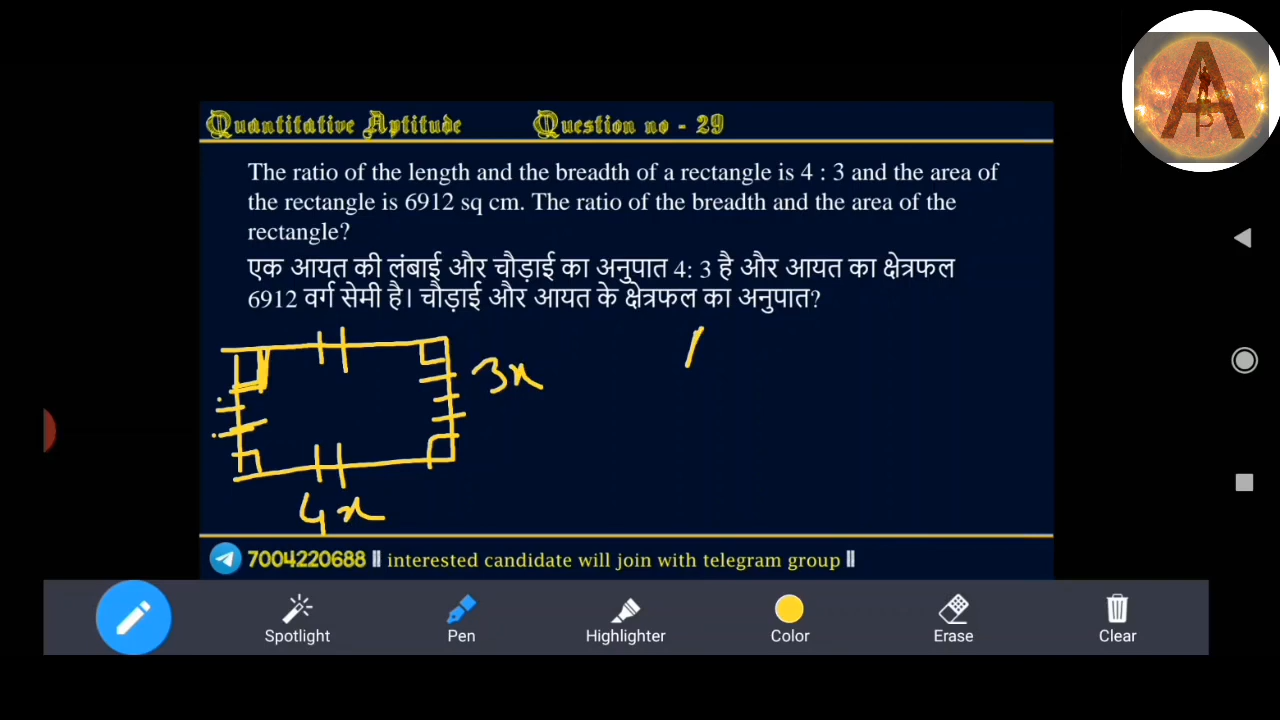 Quantitative Aptitude Question no - 29
The ratio of the length and the breadth of a rectangle is 4 : 3 and the area of
the rectangle is 6912 sq cm. The ratio of the breadth and the area of the
rectangle?
एक आयत की लंबाई और चौड़ाई का अनुपात 4: 3 है और आयत का क्षेत्रफल
6912 वर्ग सेमी है। चौड़ाई और आयत के क्षेत्रफल का अनुपात?
3x
4x
7004220688 || interested candidate will join with telegram group ||
Spotlight Pen Highlighter Color Erase Clear